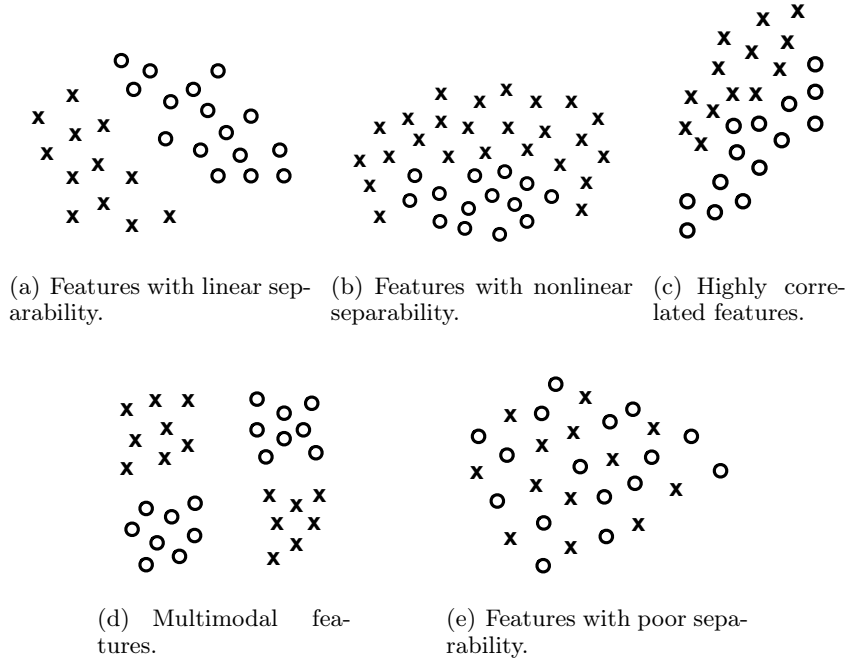 (a) Features with linear sep-
arability.
(b) Features with nonlinear
separability.
(c) Highly corre-
lated features.
(d) Multimodal fea-
tures.
(e) Features with poor sepa-
rability.